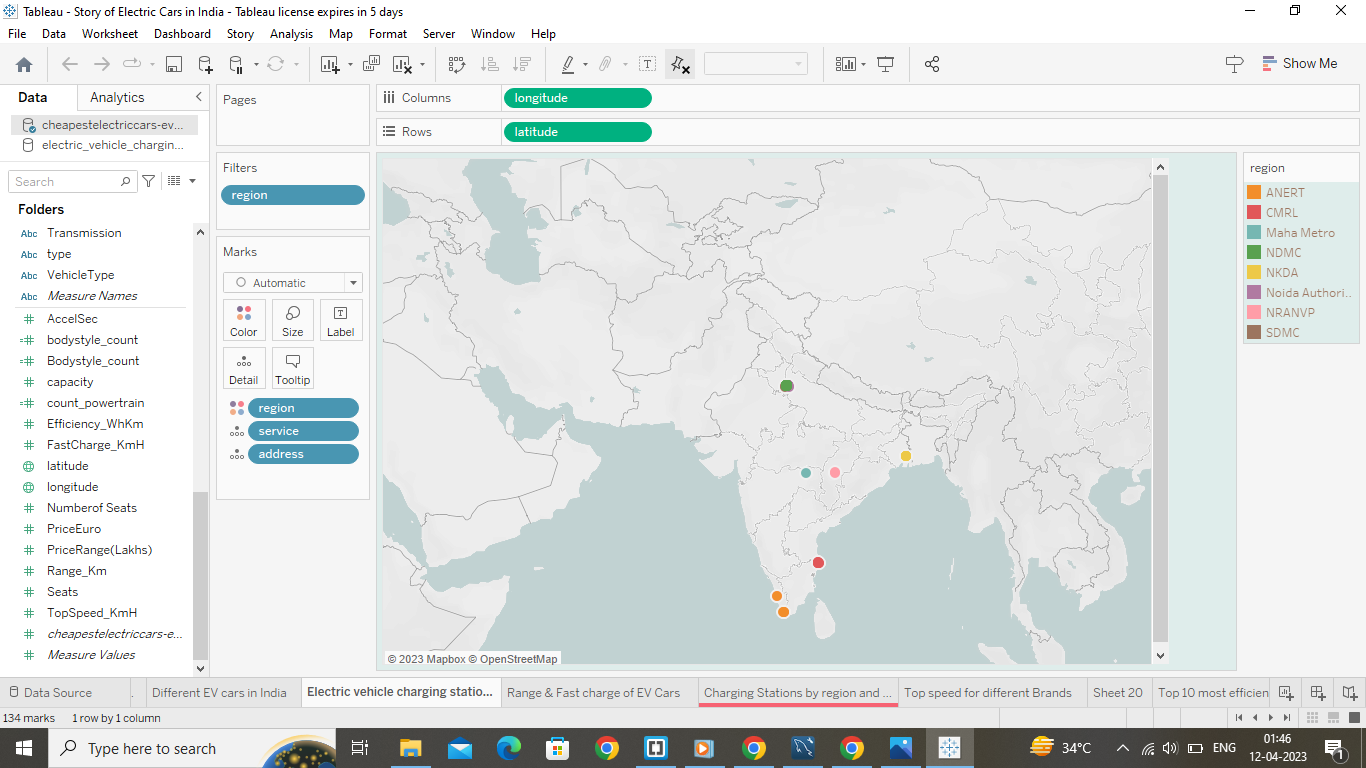 Tableau - Story of Electric Cars in India - Tableau license expires in 5 days
File Data Worksheet Dashboard Story Analysis Map Format Server Window Help
Show Me
Data Analytics
cheapestelectriccars-ev...
electric_vehicle_chargin...
Search
Folders
Abc Transmission
Abc type
Abc VehicleType
Abc Measure Names
AccelSec
bodystyle_count
Bodystyle_count
capacity
count_powertrain
Efficiency_WhKm
FastCharge_KmH
latitude
longitude
Numberof Seats
PriceEuro
PriceRange(Lakhs)
Range_Km
Seats
TopSpeed_KmH
cheapestelectriccars-e...
Measure Values
Pages
Filters
region
Marks
Automatic
Color Size Label
Detail Tooltip
region
service
address
Columns longitude
Rows latitude
© 2023 Mapbox © OpenStreetMap
region
ANERT
CMRL
Maha Metro
NDMC
NKDA
Noida Authori..
NRANVP
SDMC
Data Source . Different EV cars in India Electric vehicle charging statio... Range & Fast charge of EV Cars Charging Stations by region and ... Top speed for different Brands Sheet 20 Top 10 most efficien
134 marks 1 row by 1 column
Type here to search
34°C
ENG
01:46
12-04-2023
1